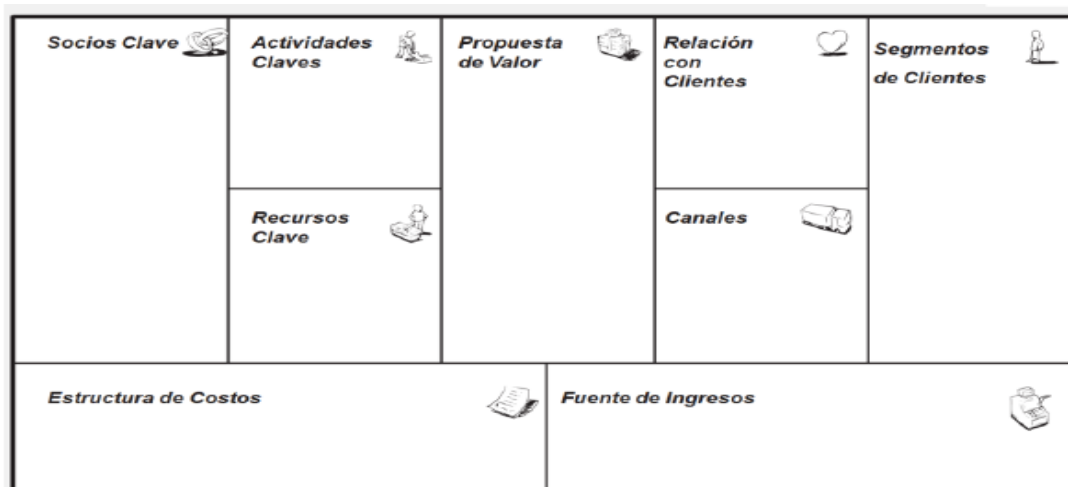 Socios Clave
Actividades
Claves
Propuesta
de Valor
Relación
con
Clientes
Segmentos
de Clientes
Recursos
Clave
Canales
Estructura de Costos
Fuente de Ingresos